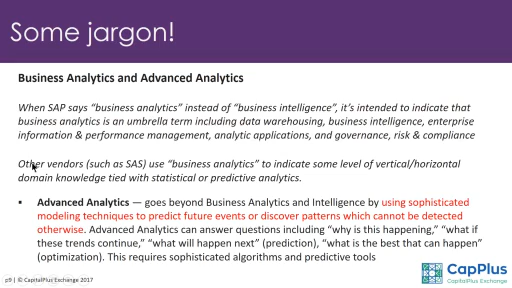 Some jargon!
Business Analytics and Advanced Analytics
When SAP says “business analytics” instead of “business intelligence”, it’s intended to indicate that
business analytics is an umbrella term including data warehousing, business intelligence, enterprise
information & performance management, analytic applications, and governance, risk & compliance
Other vendors (such as SAS) use “business analytics” to indicate some level of vertical/horizontal
domain knowledge tied with statistical or predictive analytics.
▪ Advanced Analytics — goes beyond Business Analytics and Intelligence by using sophisticated
modeling techniques to predict future events or discover patterns which cannot be detected
otherwise. Advanced Analytics can answer questions including “why is this happening,” “what if
these trends continue,” “what will happen next” (prediction), “what is the best that can happen”
(optimization). This requires sophisticated algorithms and predictive tools
p9 | © CapitalPlus Exchange 2017
CapPlus
CapitalPlus Exchange